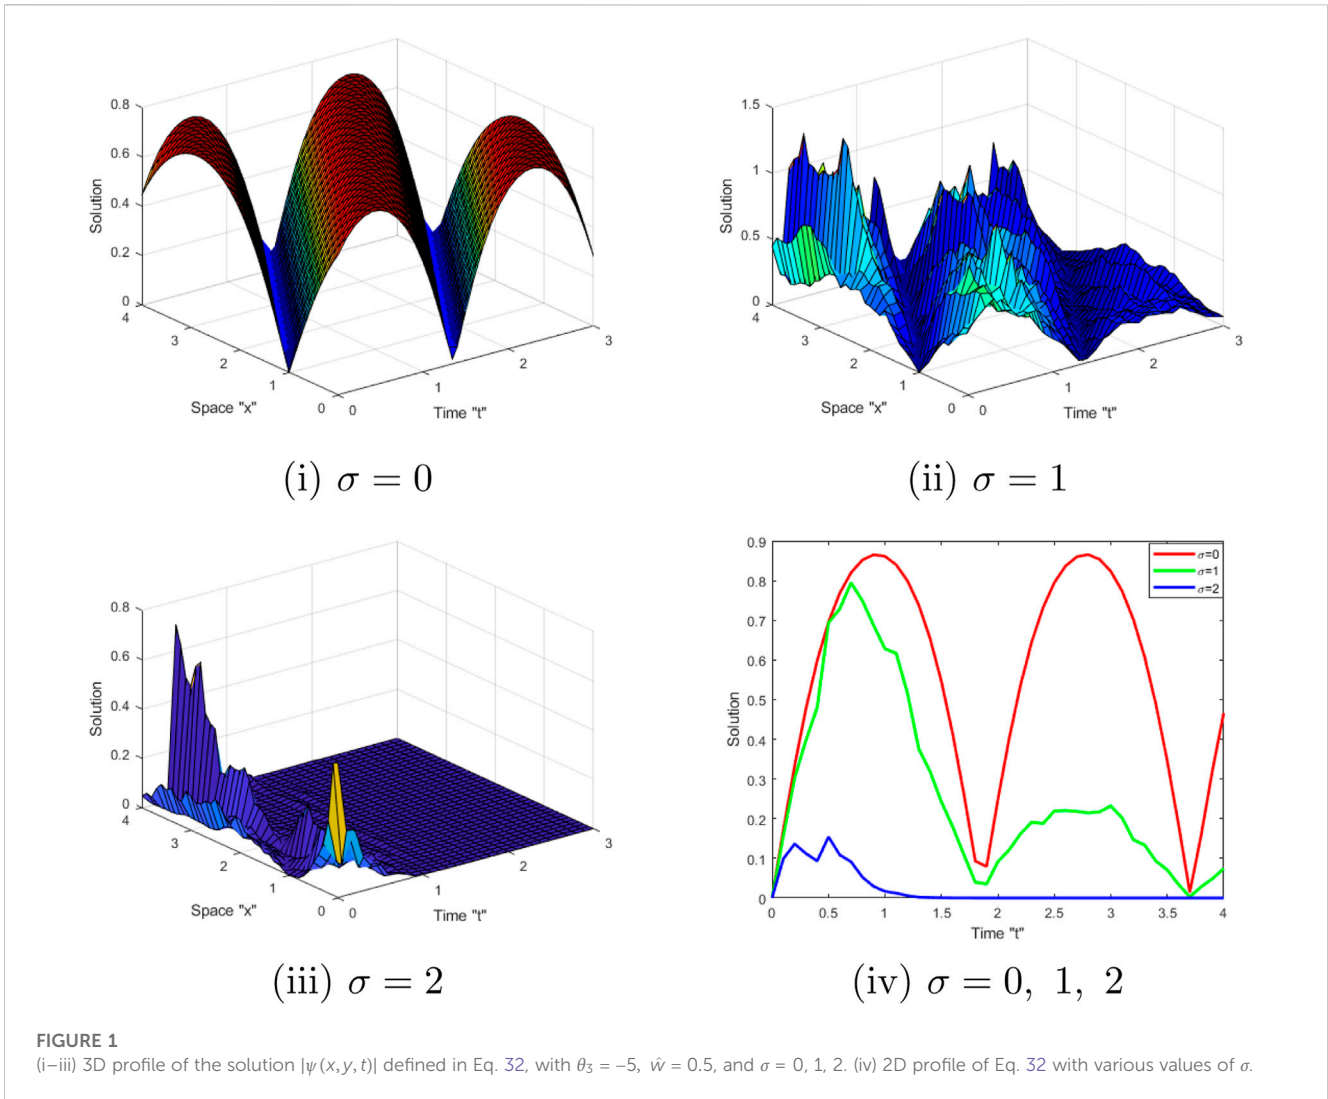 0.8
0.6
0.4
0.2
0
Solution
4
3
2
1
0
Space "x"
0
1
2
3
Time "t"
(i) σ = 0
1.5
1
0.5
0
Solution
4
3
2
1
0
Space "x"
0
1
2
3
Time "t"
(ii) σ = 1
0.8
0.6
0.4
0.2
0
Solution
4
3
2
1
0
Space "x"
0
1
2
3
Time "t"
(iii) σ = 2
0.9
0.8
0.7
0.6
0.5
0.4
0.3
0.2
0.1
0
Solution
σ=0
σ=1
σ=2
0 0.5 1 1.5 2 2.5 3 3.5 4
Time "t"
(iv) σ = 0, 1, 2
FIGURE 1
(i–iii) 3D profile of the solution |ψ(x, y, t)| defined in Eq. 32, with θ₃ = −5, ŵ = 0.5, and σ = 0, 1, 2. (iv) 2D profile of Eq. 32 with various values of σ.